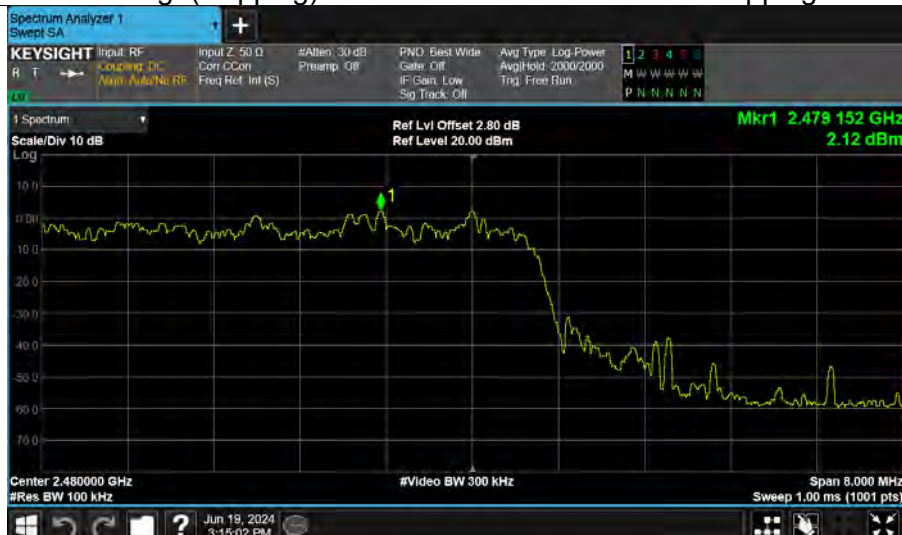 Spectrum Analyzer 1
Swept SA
+
KEYSIGHT Input: RF Input Z: 50 Ω #Atten: 30 dB PNO: Best Wide Avg Type: Log-Power 1 2 3 4 5 6
R T Coupling: DC Corr CCorr Preamp: Off Gate: Off Avg|Hold: 2000/2000 M W W W W W
Align: Auto/No RF Freq Ref: Int (S) IF Gain: Low Trig: Free Run P N N N N N
Sig Track: Off
1 Spectrum Ref Lvl Offset 2.80 dB Mkr1 2.479 152 GHz
Scale/Div 10 dB Ref Level 20.00 dBm 2.12 dBm
Log
10.0
0.00
1
-10.0
-20.0
-40.0
-50.0
-60.0
-70.0
Center 2.480000 GHz #Video BW 300 kHz Span 8.000 MHz
#Res BW 100 kHz Sweep 1.00 ms (1001 pts)
? Jun 19, 2024
3:15:02 PM